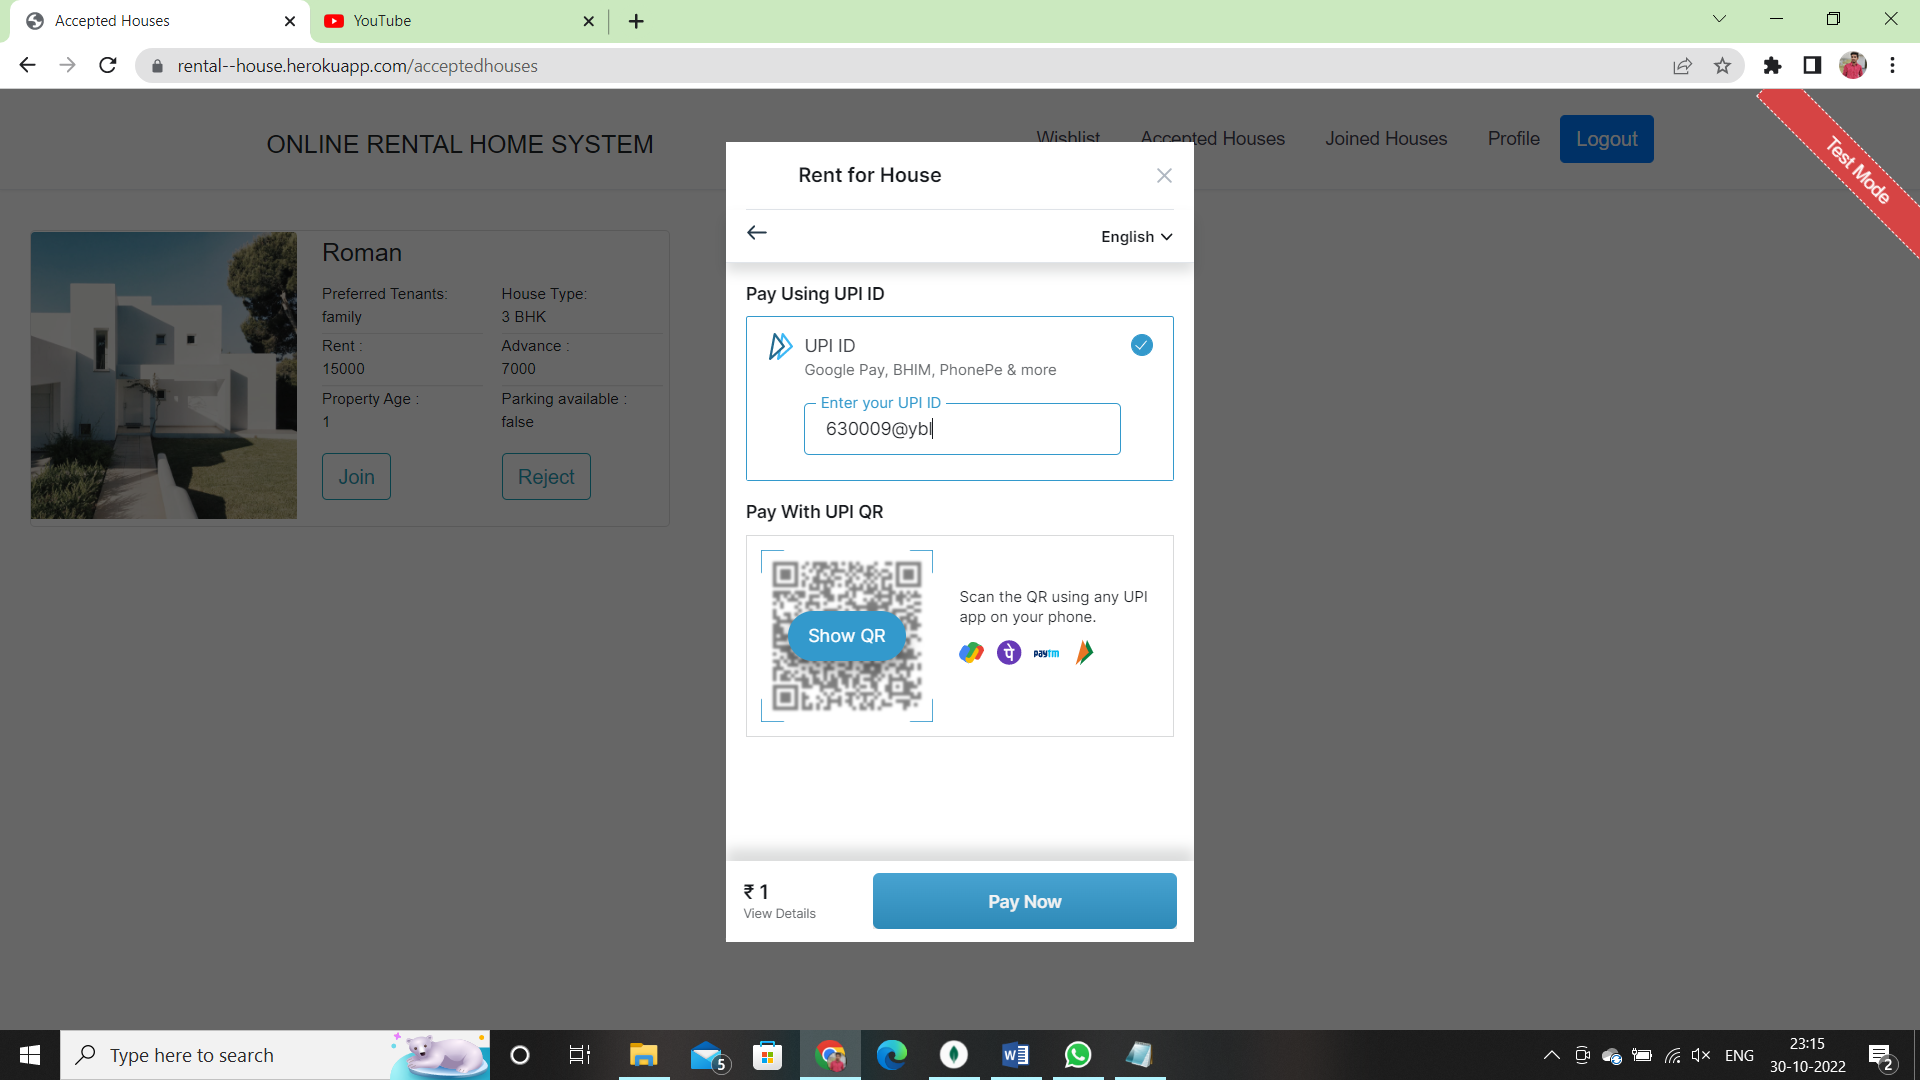 Accepted Houses
YouTube
rental--house.herokuapp.com/acceptedhouses
ONLINE RENTAL HOME SYSTEM
Wishlist
Accepted Houses
Joined Houses
Profile
Logout
Test Mode
Roman
Preferred Tenants:
House Type:
family
3 BHK
Rent :
Advance :
15000
7000
Property Age :
Parking available :
1
false
Join
Reject
Rent for House
English
Pay Using UPI ID
UPI ID
Google Pay, BHIM, PhonePe & more
Enter your UPI ID
630009@ybl
Pay With UPI QR
Show QR
Scan the QR using any UPI
app on your phone.
पे
paytm
₹ 1
View Details
Pay Now
Type here to search
5
W
ENG
23:15
30-10-2022
2